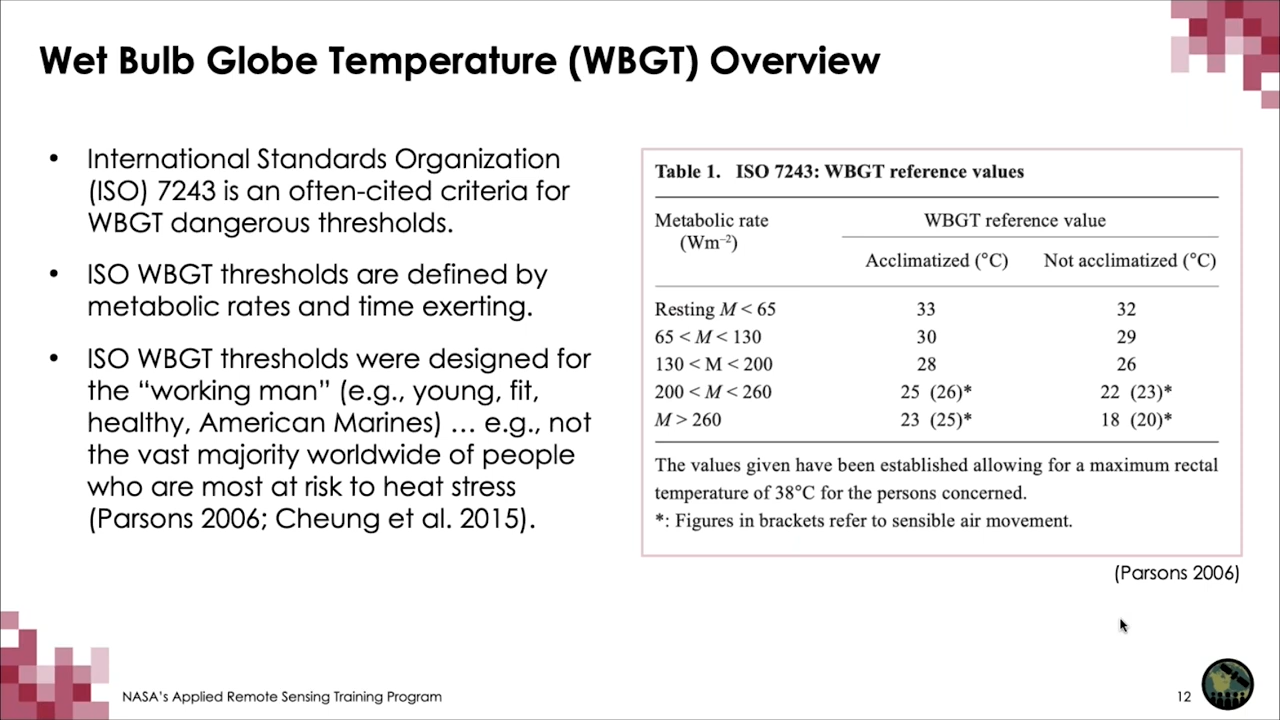 Wet Bulb Globe Temperature (WBGT) Overview
• International Standards Organization
(ISO) 7243 is an often-cited criteria for
WBGT dangerous thresholds.
• ISO WBGT thresholds are defined by
metabolic rates and time exerting.
• ISO WBGT thresholds were designed for
the “working man” (e.g., young, fit,
healthy, American Marines) … e.g., not
the vast majority worldwide of people
who are most at risk to heat stress
(Parsons 2006; Cheung et al. 2015).
Table 1. ISO 7243: WBGT reference values
Metabolic rate WBGT reference value
(Wm⁻²)
Acclimatized (°C) Not acclimatized (°C)
Resting M < 65 33 32
65 < M < 130 30 29
130 < M < 200 28 26
200 < M < 260 25 (26)* 22 (23)*
M > 260 23 (25)* 18 (20)*
The values given have been established allowing for a maximum rectal
temperature of 38°C for the persons concerned.
*: Figures in brackets refer to sensible air movement.
(Parsons 2006)
NASA’s Applied Remote Sensing Training Program 12